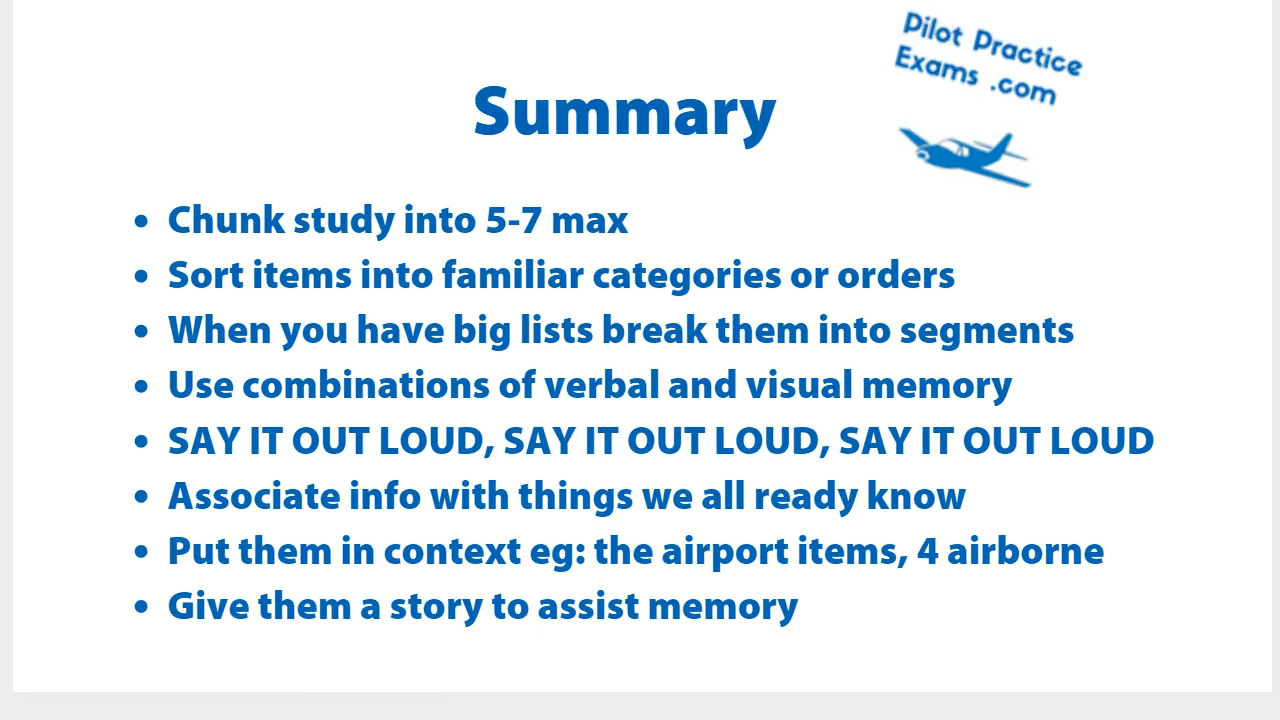 Pilot Practice
Exams .com
Summary
• Chunk study into 5-7 max
• Sort items into familiar categories or orders
• When you have big lists break them into segments
• Use combinations of verbal and visual memory
• SAY IT OUT LOUD, SAY IT OUT LOUD, SAY IT OUT LOUD
• Associate info with things we all ready know
• Put them in context eg: the airport items, 4 airborne
• Give them a story to assist memory